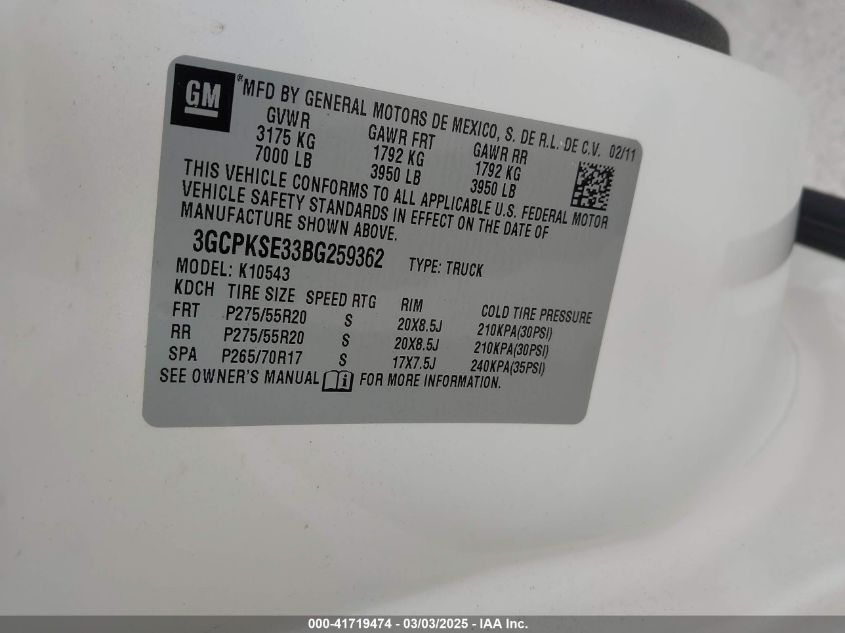 GM
®MFD BY GENERAL MOTORS DE MEXICO, S. DE R.L. DE C.V. 02/11
GVWR GAWR FRT GAWR RR
3175 KG 1792 KG 1792 KG
7000 LB 3950 LB 3950 LB
THIS VEHICLE CONFORMS TO ALL APPLICABLE U.S. FEDERAL MOTOR
VEHICLE SAFETY STANDARDS IN EFFECT ON THE DATE OF
MANUFACTURE SHOWN ABOVE.
3GCPKSE33BG259362 TYPE: TRUCK
MODEL: K10543
KDCH TIRE SIZE SPEED RTG RIM COLD TIRE PRESSURE
FRT P275/55R20 S 20X8.5J 210KPA(30PSI)
RR P275/55R20 S 20X8.5J 210KPA(30PSI)
SPA P265/70R17 S 17X7.5J 240KPA(35PSI)
SEE OWNER'S MANUAL FOR MORE INFORMATION.
000-41719474 - 03/03/2025 - IAA Inc.